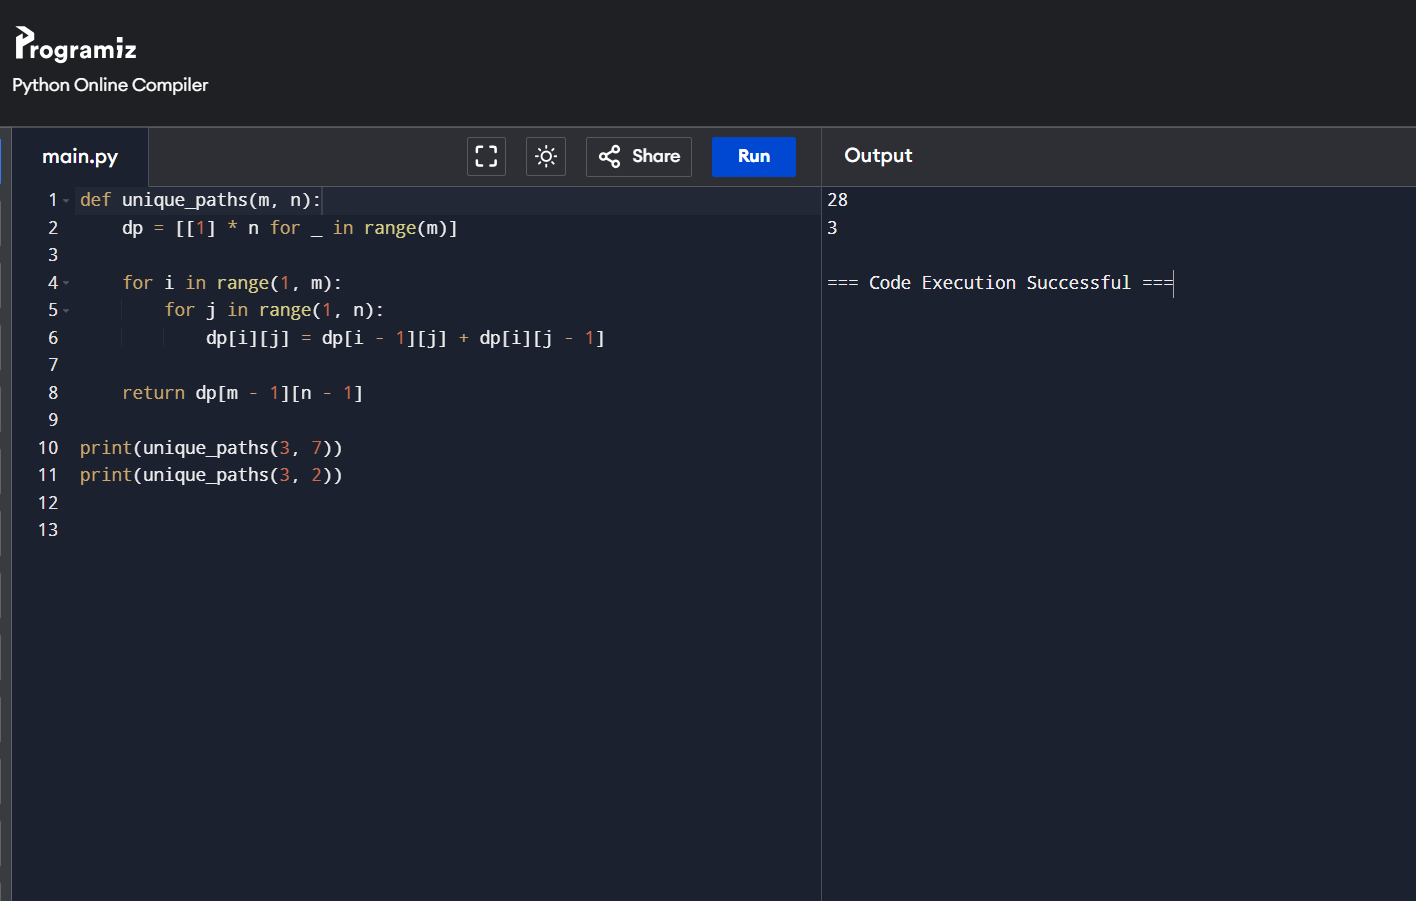 Programiz
Python Online Compiler
main.py
Share
Run
Output
1 def unique_paths(m, n):
2     dp = [[1] * n for _ in range(m)]
3
4     for i in range(1, m):
5         for j in range(1, n):
6             dp[i][j] = dp[i - 1][j] + dp[i][j - 1]
7
8     return dp[m - 1][n - 1]
9
10 print(unique_paths(3, 7))
11 print(unique_paths(3, 2))
12
13
28
3
=== Code Execution Successful ===